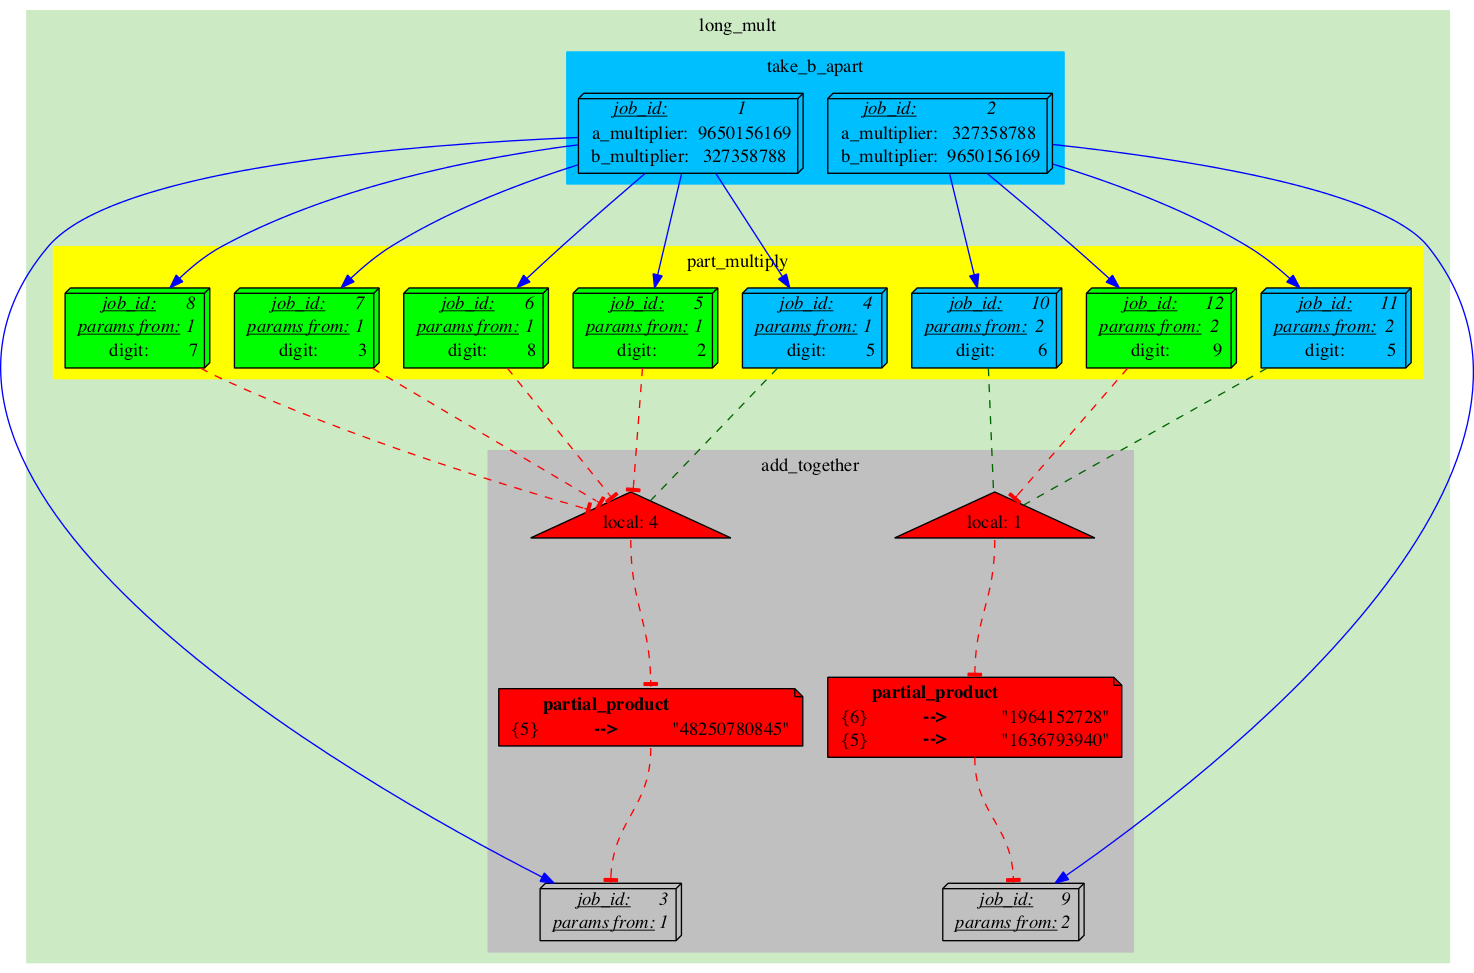 long_mult
take_b_apart
job_id: 1
a_multiplier: 9650156169
b_multiplier: 327358788
job_id: 2
a_multiplier: 327358788
b_multiplier: 9650156169
part_multiply
job_id: 8
params from: 1
digit: 7
job_id: 7
params from: 1
digit: 3
job_id: 6
params from: 1
digit: 8
job_id: 5
params from: 1
digit: 2
job_id: 4
params from: 1
digit: 5
job_id: 10
params from: 2
digit: 6
job_id: 12
params from: 2
digit: 9
job_id: 11
params from: 2
digit: 5
add_together
local: 4
local: 1
partial_product
{5} --> "48250780845"
partial_product
{6} --> "1964152728"
{5} --> "1636793940"
job_id: 3
params from: 1
job_id: 9
params from: 2